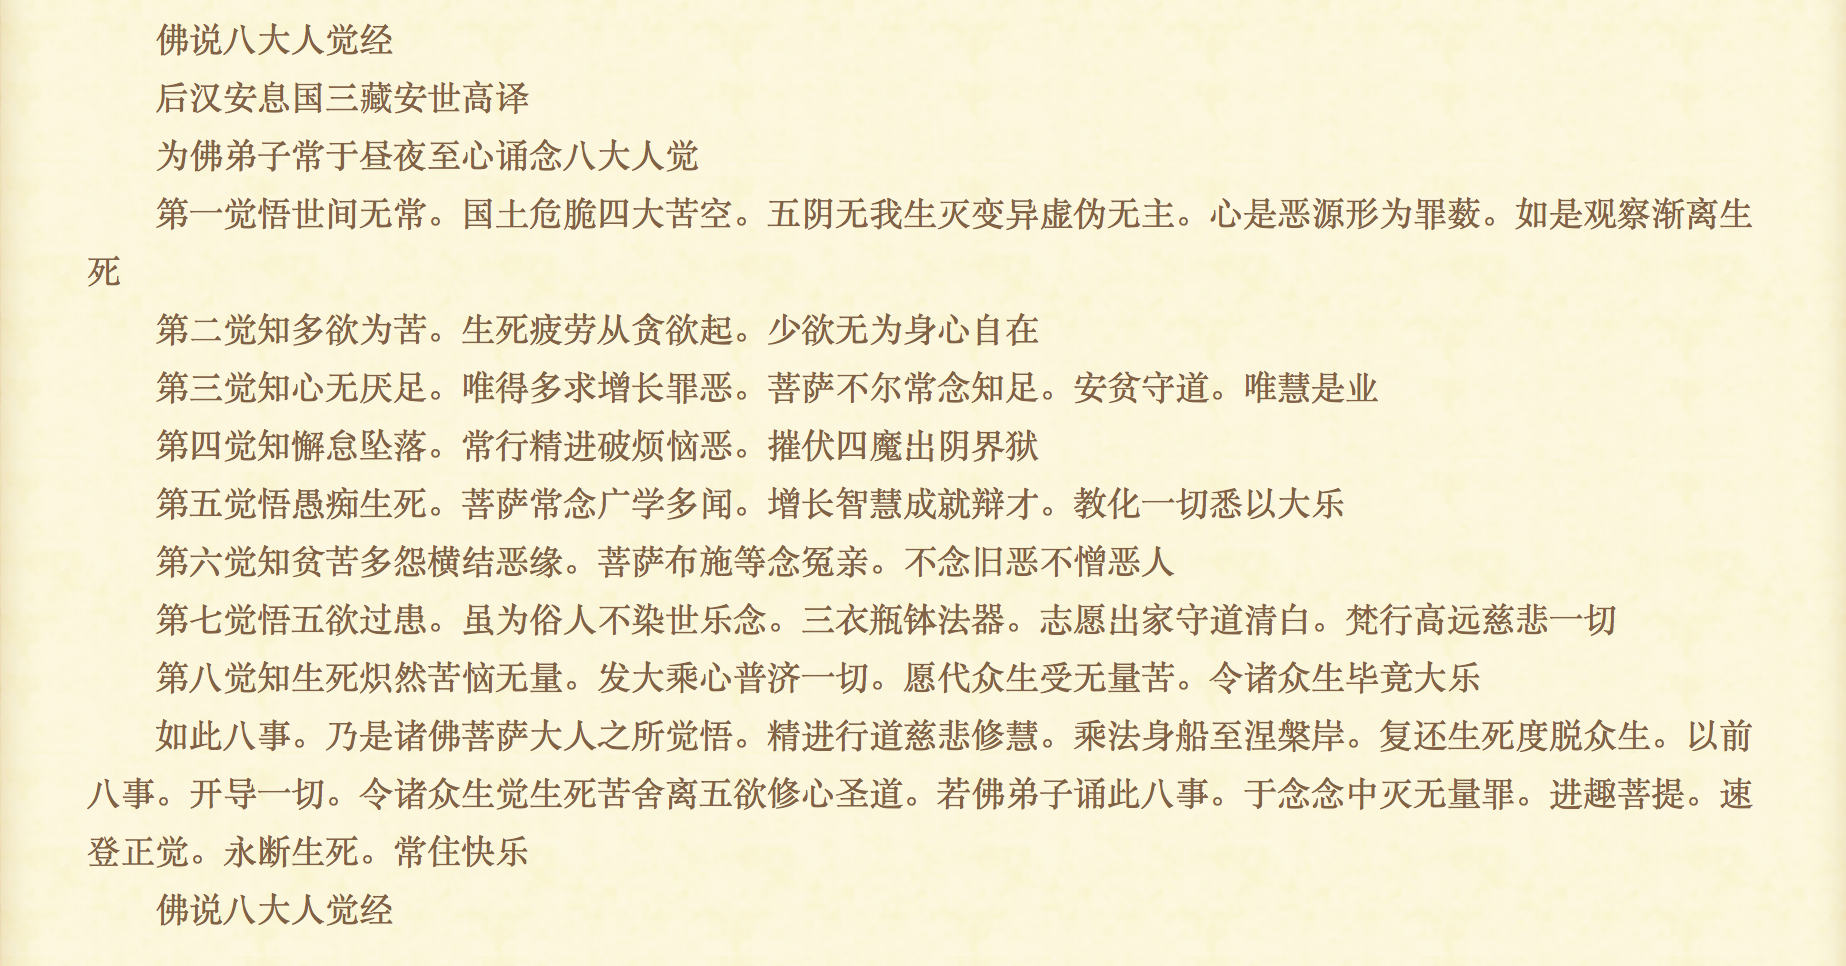 佛说八大人觉经
后汉安息国三藏安世高译
为佛弟子常于昼夜至心诵念八大人觉
第一觉悟世间无常。国土危脆四大苦空。五阴无我生灭变异虚伪无主。心是恶源形为罪薮。如是观察渐离生
死
第二觉知多欲为苦。生死疲劳从贪欲起。少欲无为身心自在
第三觉知心无厌足。唯得多求增长罪恶。菩萨不尔常念知足。安贫守道。唯慧是业
第四觉知懈怠坠落。常行精进破烦恼恶。摧伏四魔出阴界狱
第五觉悟愚痴生死。菩萨常念广学多闻。增长智慧成就辩才。教化一切悉以大乐
第六觉知贫苦多怨横结恶缘。菩萨布施等念冤亲。不念旧恶不憎恶人
第七觉悟五欲过患。虽为俗人不染世乐念。三衣瓶钵法器。志愿出家守道清白。梵行高远慈悲一切
第八觉知生死炽然苦恼无量。发大乘心普济一切。愿代众生受无量苦。令诸众生毕竟大乐
如此八事。乃是诸佛菩萨大人之所觉悟。精进行道慈悲修慧。乘法身船至涅槃岸。复还生死度脱众生。以前
八事。开导一切。令诸众生觉生死苦舍离五欲修心圣道。若佛弟子诵此八事。于念念中灭无量罪。进趣菩提。速
登正觉。永断生死。常住快乐
佛说八大人觉经